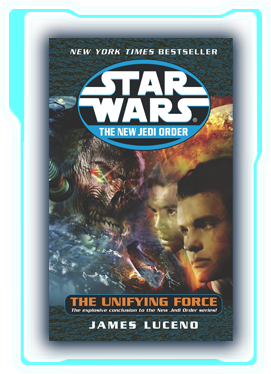 NEW YORK TIMES BESTSELLER
STAR
WARS
THE NEW JEDI ORDER
THE UNIFYING FORCE
The explosive conclusion to the New Jedi Order series!
JAMES LUCENO